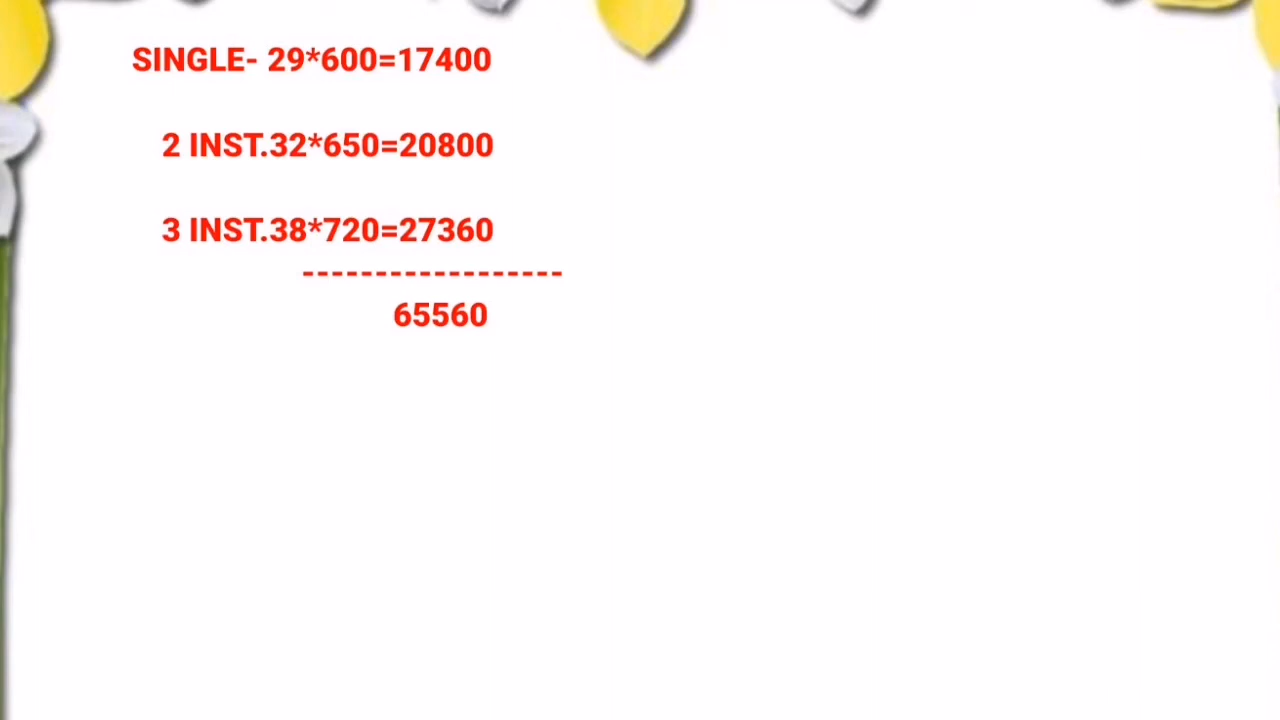 SINGLE- 29*600=17400
2 INST.32*650=20800
3 INST.38*720=27360
------------------
65560